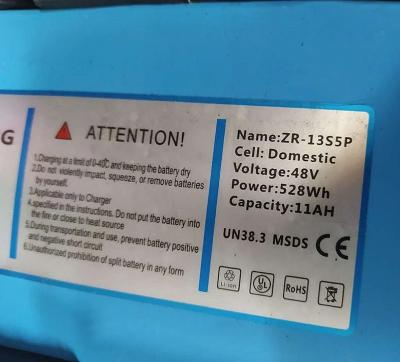 G
ATTENTION!
1.Charging at a limit of 0-40℃ and keeping the battery dry
2.Do not violently impact, squeeze, or remove batteries
by yourself.
3.Applicable only to Charger
4.specified in the instructions. Do not put the battery into
the fire or close to heat source
5.During transportation and use, prevent battery positive
and negative short circuit
6.Unauthorized prohibition of split battery in any form
Name:ZR-13S5P
Cell: Domestic
Voltage:48V
Power:528Wh
Capacity:11AH
UN38.3 MSDS CE
Li-ion UL RoHS